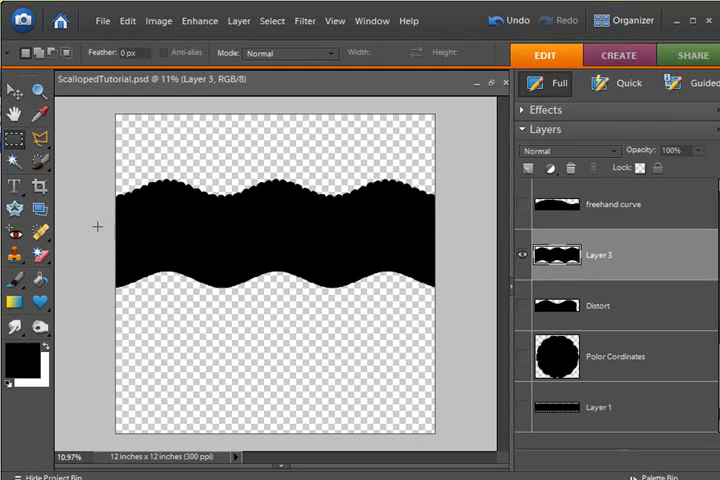 File Edit Image Enhance Layer Select Filter View Window Help Undo Redo Organizer
Feather: 0 px Anti-alias Mode: Normal Width: Height: EDIT CREATE SHARE
ScallopedTutorial.psd @ 11% (Layer 3, RGB/8)
Full Quick Guided
Effects
Layers
Normal Opacity: 100%
Lock:
freehand curve
Layer 3
Distort
Polor Cordinates
Layer 1
10.97% 12 inches x 12 inches (300 ppi)
Hide Project Bin Palette Bin